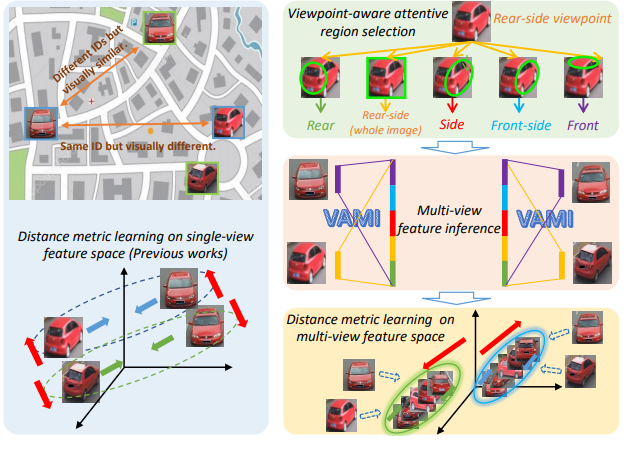 Different IDs but
visually similar.
Same ID but visually different.
Distance metric learning on single-view
feature space (Previous works)
Viewpoint-aware attentive
region selection
Rear-side viewpoint
Rear
Rear-side
(whole image)
Side
Front-side
Front
VAMI
Multi-view
feature inference
VAMI
Distance metric learning on
multi-view feature space